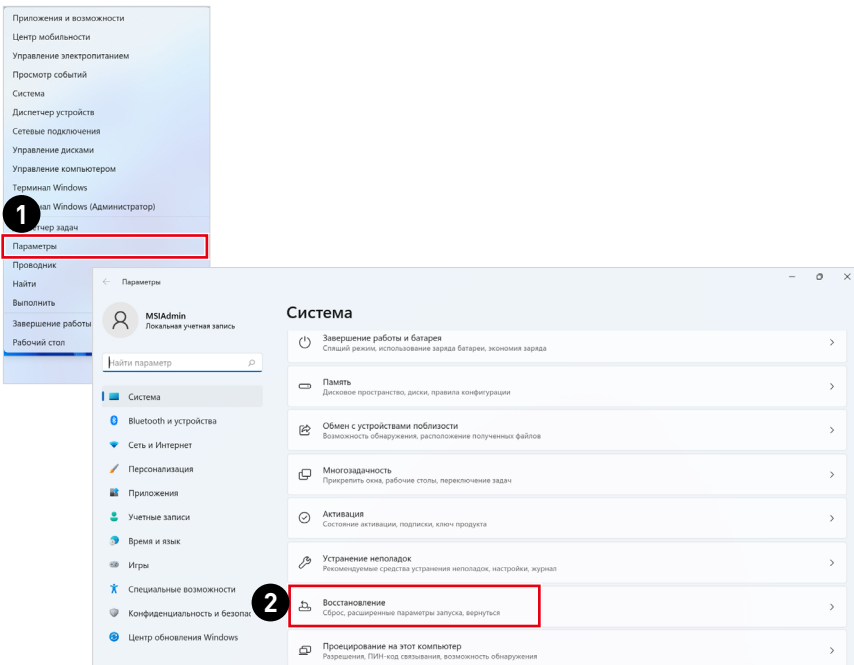 Приложения и возможности
Центр мобильности
Управление электропитанием
Просмотр событий
Система
Диспетчер устройств
Сетевые подключения
Управление дисками
Управление компьютером
Терминал Windows
Windows (Администратор)
1
задач
Параметры
Проводник
Найти
Выполнить
Завершение работы
Рабочий стол
Параметры
MSIAdmin
Локальная учетная запись
Найти параметр
Система
Bluetooth и устройства
Сеть и Интернет
Персонализация
Приложения
Учетные записи
Время и язык
Игры
Специальные возможности
Конфиденциальность и
Центр обновления Windows
Система
Завершение работы и батарея
Спящий режим, использование заряда батареи, экономия заряда
Память
Дисковое пространство, диски, правила конфигурации
Обмен с устройствами поблизости
Возможность обнаружения, расположение полученных файлов
Многозадачность
Прикрепить окна, рабочие столы, переключение задач
Активация
Состояние активации, подписки, ключ продукта
Устранение неполадок
Рекомендуемые средства устранения неполадок, настройки, журнал
2
Восстановление
Сброс, расширенные параметры запуска, вернуться
Проецирование на этот компьютер
Разрешения, ПИН-код связывания, возможность обнаружения